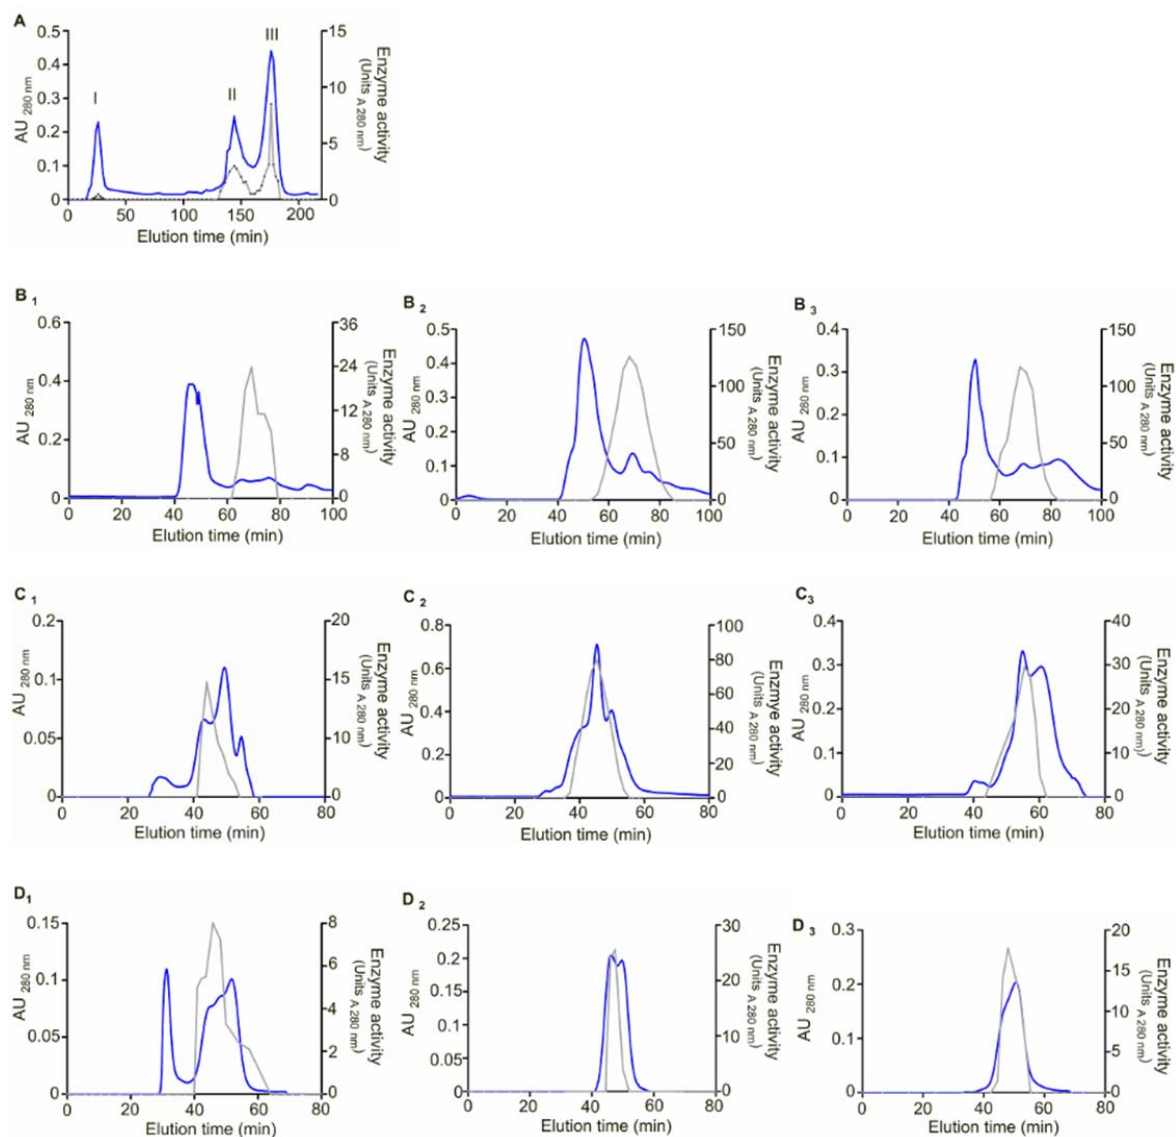 A
I
II
III
AU 280 nm
0.5
0.4
0.3
0.2
0.1
0
15
10
5
0
Enzyme activity
(Units A 280 nm)
0 50 100 150 200
Elution time (min)
B 1
AU 280 nm
0.6
0.4
0.2
0
36
24
12
8
0
Enzyme activity
(Units A 280 nm)
0 20 40 60 80 100
Elution time (min)
B 2
AU 280 nm
0.5
0.4
0.3
0.2
0.1
0
150
100
50
0
Enzyme activity
(Units A 280 nm)
0 20 40 60 80 100
Elution time (min)
B 3
AU 280 nm
0.4
0.3
0.2
0.1
0
150
100
50
0
Enzyme activity
(Units A 280 nm)
0 20 40 60 80 100
Elution time (min)
C 1
AU 280 nm
0.2
0.1
0.05
0
20
15
10
0
Enzyme activity
(Units A 280 nm)
0 20 40 60 80
Elution time (min)
C 2
AU 280 nm
0.8
0.6
0.4
0.2
0
100
80
60
40
20
0
Enzmye activity
(Units A 280 nm)
0 20 40 60 80
Elution time (min)
C 3
AU 280 nm
0.4
0.3
0.2
0.1
0
40
30
20
10
0
Enzyme activity
(Units A 280 nm)
0 20 40 60 80
Elution time (min)
D 1
AU 280 nm
0.15
0.1
0.05
0
8
6
4
2
0
Enzyme activity
(Units A 280 nm)
0 20 40 60 80
Elution time (min)
D 2
AU 280 nm
0.25
0.2
0.15
0.1
0.05
0
30
20
10
0
Enzyme activity
(Units A 280 nm)
0 20 40 60 80
Elution time (min)
D 3
AU 280 nm
0.3
0.2
0.1
0
20
15
10
5
0
Enzyme activity
(Units A 280 nm)
0 20 40 60 80
Elution time (min)